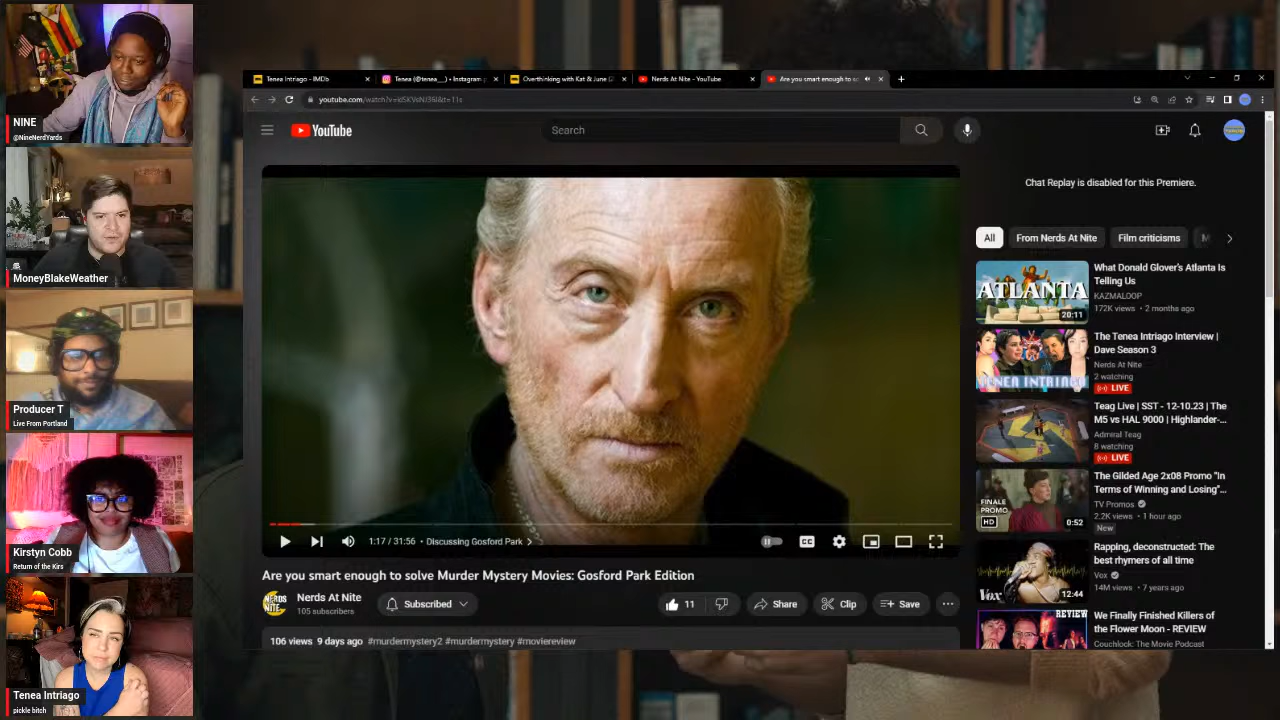 NINE
@NineNerdYards
MoneyBlakeWeather
Producer T
Live From Portland
Kirstyn Cobb
Return of the Kirs
Tenea Intriago
pickle bitch
Tenea Intriago - IMDb
Tenea (@tenea__) • Instagram
Overthinking with Kat & June
Nerds At Nite - YouTube
Are you smart enough to
YouTube
Search
Chat Replay is disabled for this Premiere.
All
From Nerds At Nite
Film criticisms
M
ATLANTA
20:11
What Donald Glover's Atlanta Is
Telling Us
KAZMALOOP
172K views • 2 months ago
TENEA INTRIAGO
The Tenea Intriago Interview |
Dave Season 3
Nerds At Nite
2 watching
LIVE
Teag Live | SST - 12-10.23 | The
M5 vs HAL 9000 | Highlander-...
Admiral Teag
8 watching
LIVE
FINALE
PROMO
HD
0:52
The Gilded Age 2x08 Promo "In
Terms of Winning and Losing"...
TV Promos
2.2K views • 1 hour ago
New
Vox
12:44
Rapping, deconstructed: The
best rhymes of all time
Vox
14M views • 7 years ago
REVIEW
We Finally Finished Killers of
the Flower Moon - REVIEW
Couchlock: The Movie Podcast
1:17 / 31:56 • Discussing Gosford Park
CC
Are you smart enough to solve Murder Mystery Movies: Gosford Park Edition
NERDS
NITE
Nerds At Nite
105 subscribers
Subscribed
11
Share
Clip
Save
106 views 9 days ago #murdermystery2 #murdermystery #moviereview